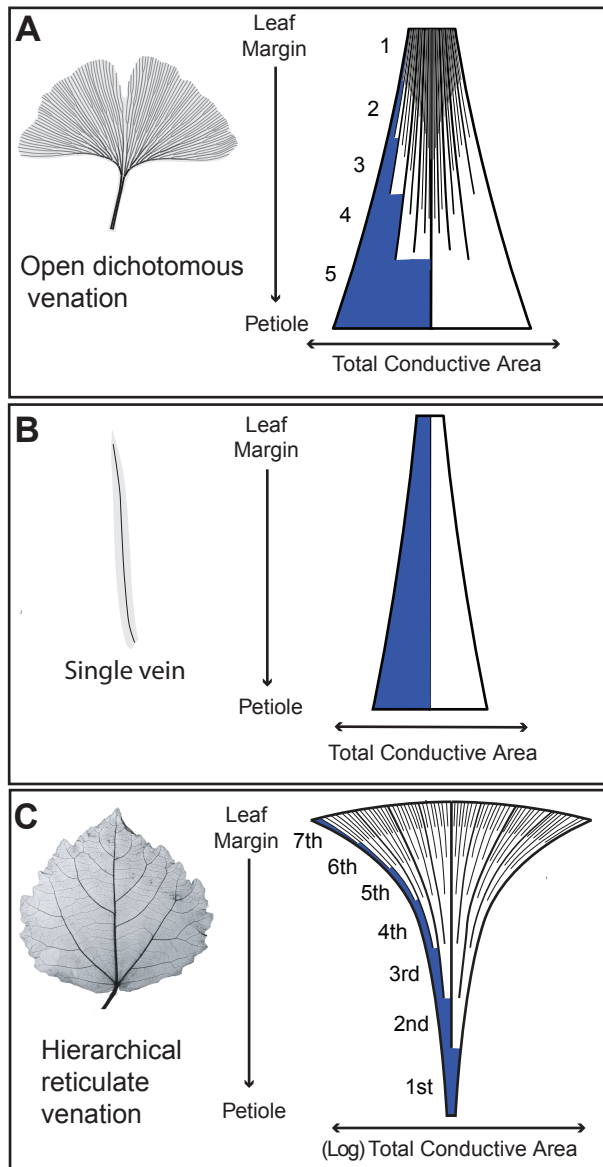 A
Leaf
Margin
1
2
3
4
5
Open dichotomous
venation
Petiole
Total Conductive Area
B
Leaf
Margin
Single vein
Petiole
Total Conductive Area
C
Leaf
Margin
7th
6th
5th
4th
3rd
2nd
1st
Hierarchical
reticulate
venation
Petiole
(Log) Total Conductive Area